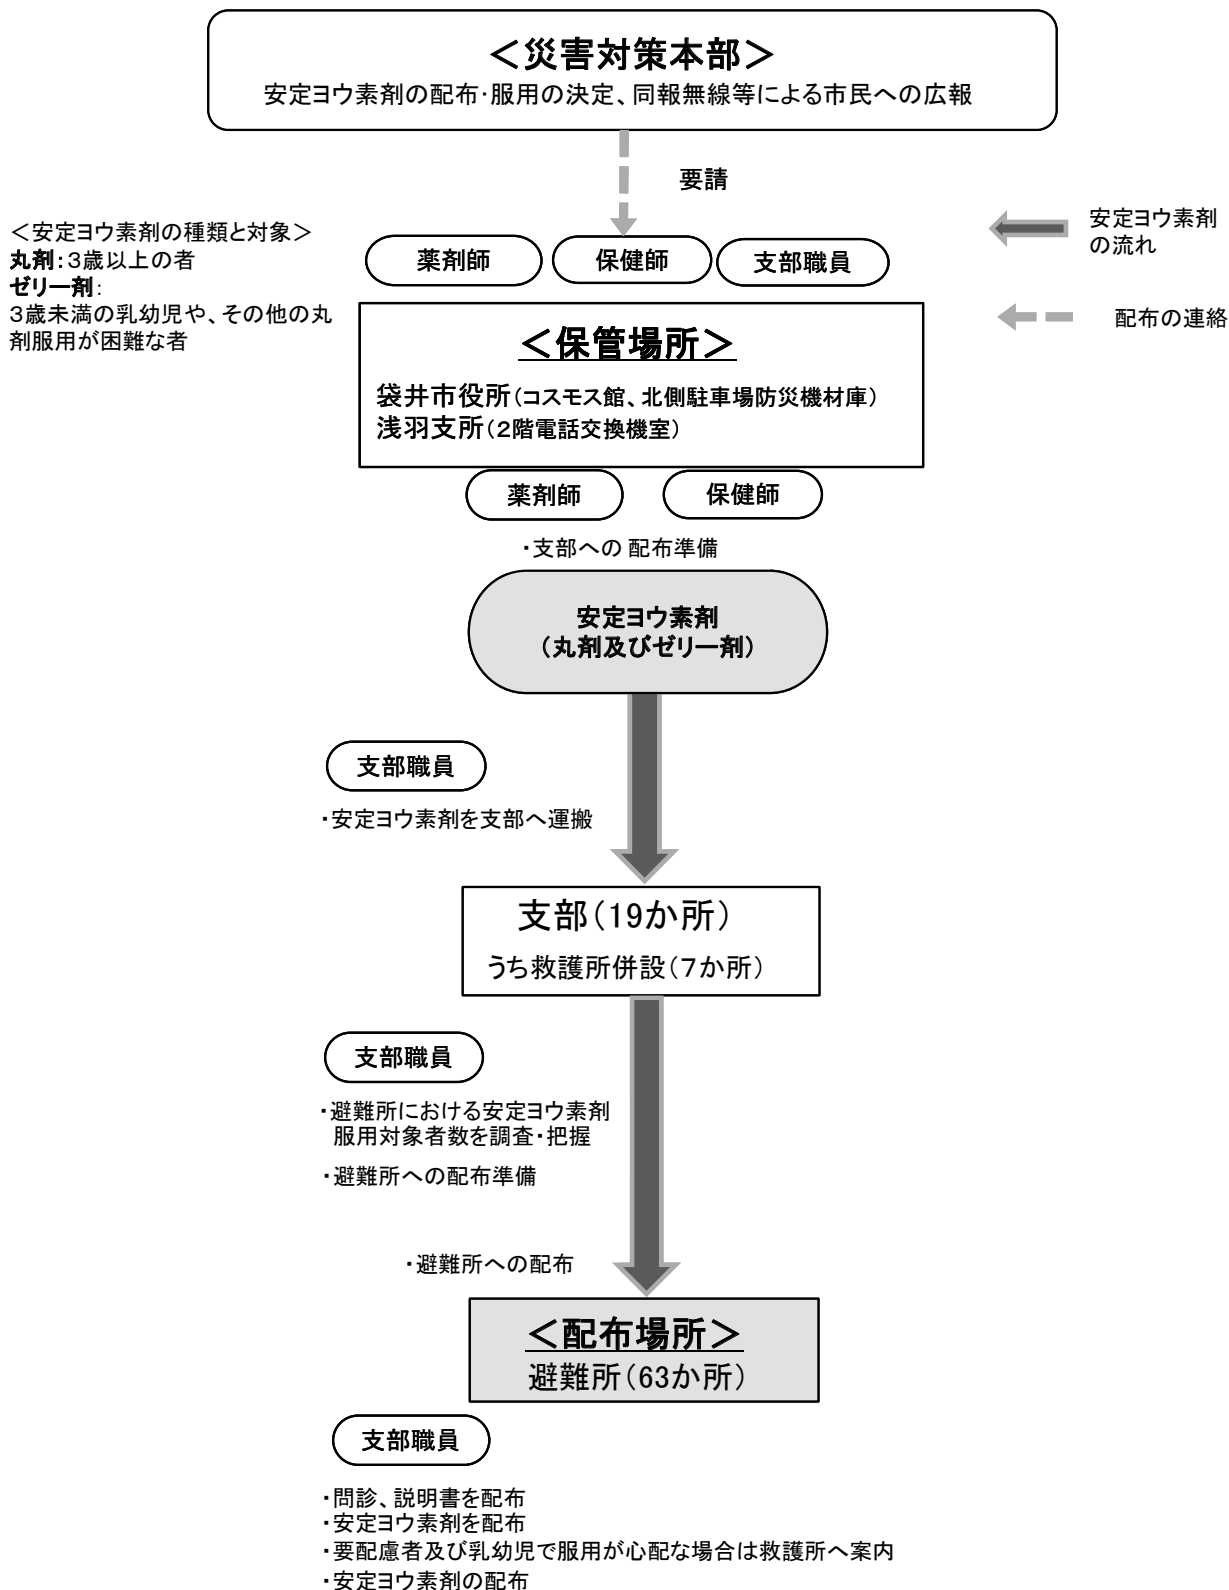 ＜災害対策本部＞
安定ヨウ素剤の配布・服用の決定、同報無線等による市民への広報
要請
＜安定ヨウ素剤の種類と対象＞
丸剤：３歳以上の者
ゼリー剤：
３歳未満の乳幼児や、その他の丸
剤服用が困難な者
安定ヨウ素剤
の流れ
配布の連絡
薬剤師
保健師
支部職員
＜保管場所＞
袋井市役所（コスモス館、北側駐車場防災機材庫）
浅羽支所（２階電話交換機室）
薬剤師
保健師
・支部への 配布準備
安定ヨウ素剤
（丸剤及びゼリー剤）
支部職員
・安定ヨウ素剤を支部へ運搬
支部（19か所）
うち救護所併設（７か所）
支部職員
・避難所における安定ヨウ素剤
服用対象者数を調査・把握
・避難所への配布準備
・避難所への配布
＜配布場所＞
避難所（63か所）
支部職員
・問診、説明書を配布
・安定ヨウ素剤を配布
・要配慮者及び乳幼児で服用が心配な場合は救護所へ案内
・安定ヨウ素剤の配布